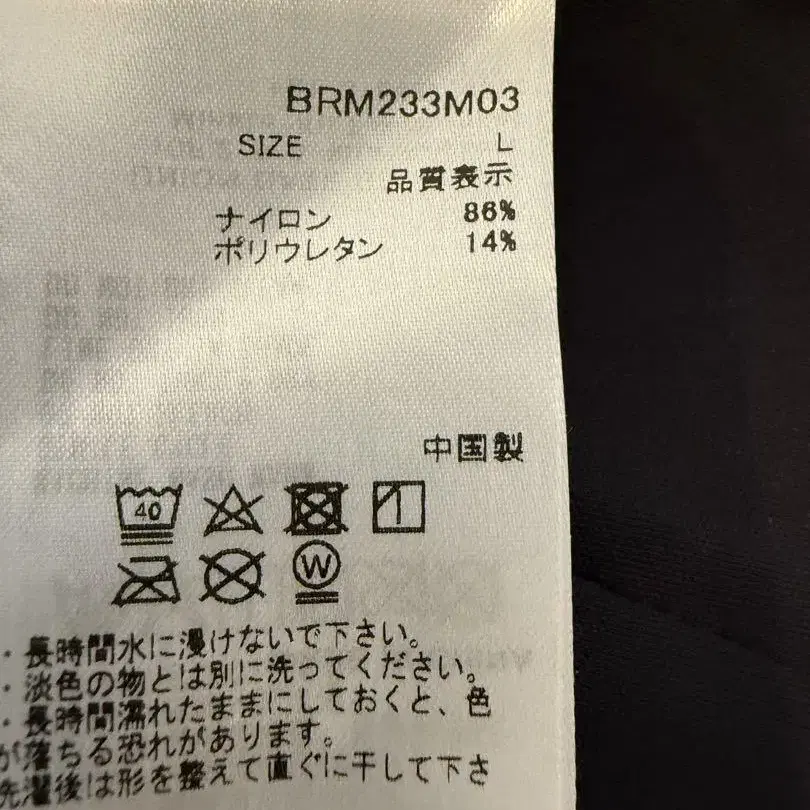 BRM233M03
SIZE L
品質表示
ナイロン 86%
ポリウレタン 14%
中国製
40
W
・長時間水に漫けないで下さい。
・淡色の物とは別に洗ってください。
・長時間濡れたままにしておくと、色
が落ちる恐れがあります。
洗濯後は形を整えて直ぐに干して下さ